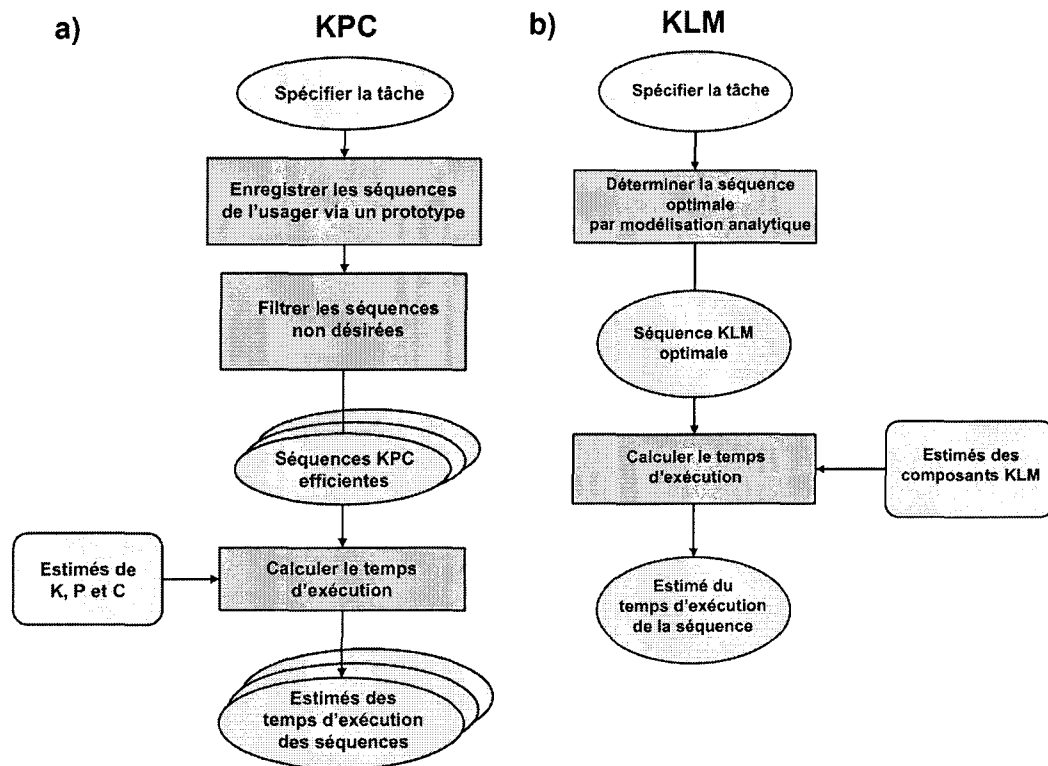 a)
KPC
Spécifier la tâche
Enregistrer les séquences
de l'usager via un prototype
Filtrer les séquences
non désirées
Séquences KPC
efficientes
Estimés de
K, P et C
Calculer le temps
d'exécution
Estimés des
temps d'exécution
des séquences
b)
KLM
Spécifier la tâche
Déterminer la séquence
optimale
par modélisation analytique
Séquence KLM
optimale
Calculer le temps
d'exécution
Estimés des
composants KLM
Estimé du
temps d'exécution
de la séquence